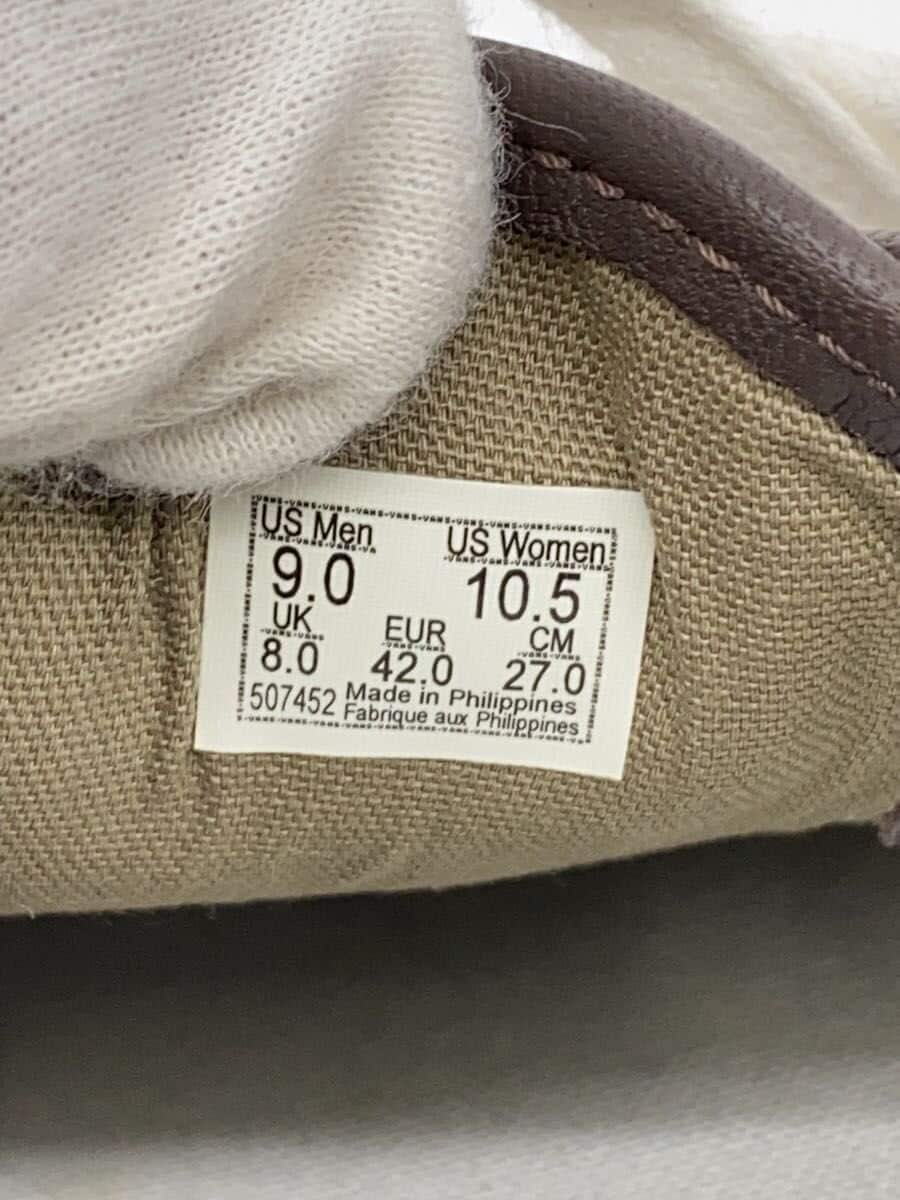 US Men US Women
9.0 10.5
UK EUR CM
8.0 42.0 27.0
507452 Made in Philippines
Fabrique aux Philippines